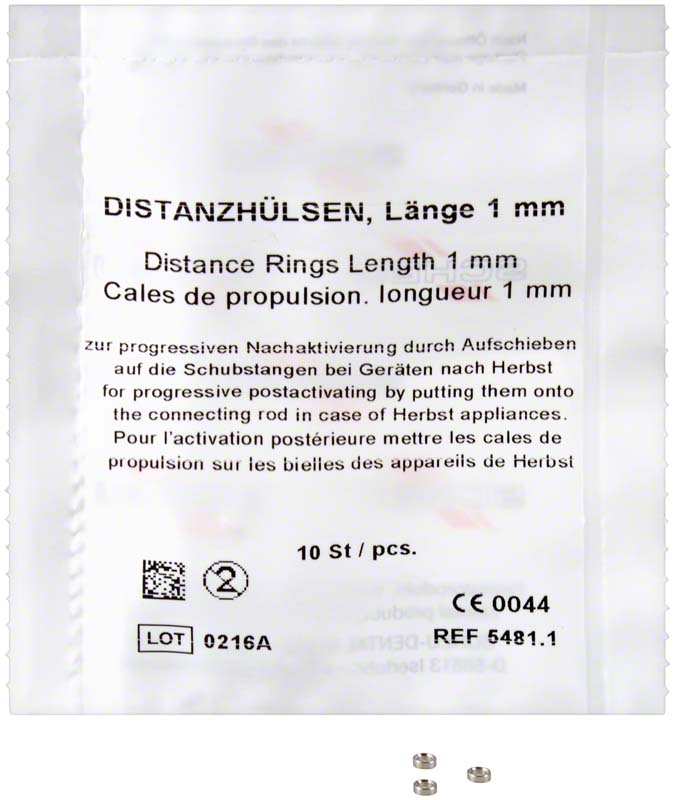 DISTANZHÜLSEN, Länge 1 mm
Distance Rings Length 1 mm
Cales de propulsion. longueur 1 mm
zur progressiven Nachaktivierung durch Aufschieben
auf die Schubstangen bei Geräten nach Herbst
for progressive postactivating by putting them onto
the connecting rod in case of Herbst appliances.
Pour l'activation postérieure mettre les cales de
propulsion sur les bielles des appareils de Herbst
10 St / pcs.
2
CE 0044
LOT 0216A
REF 5481.1